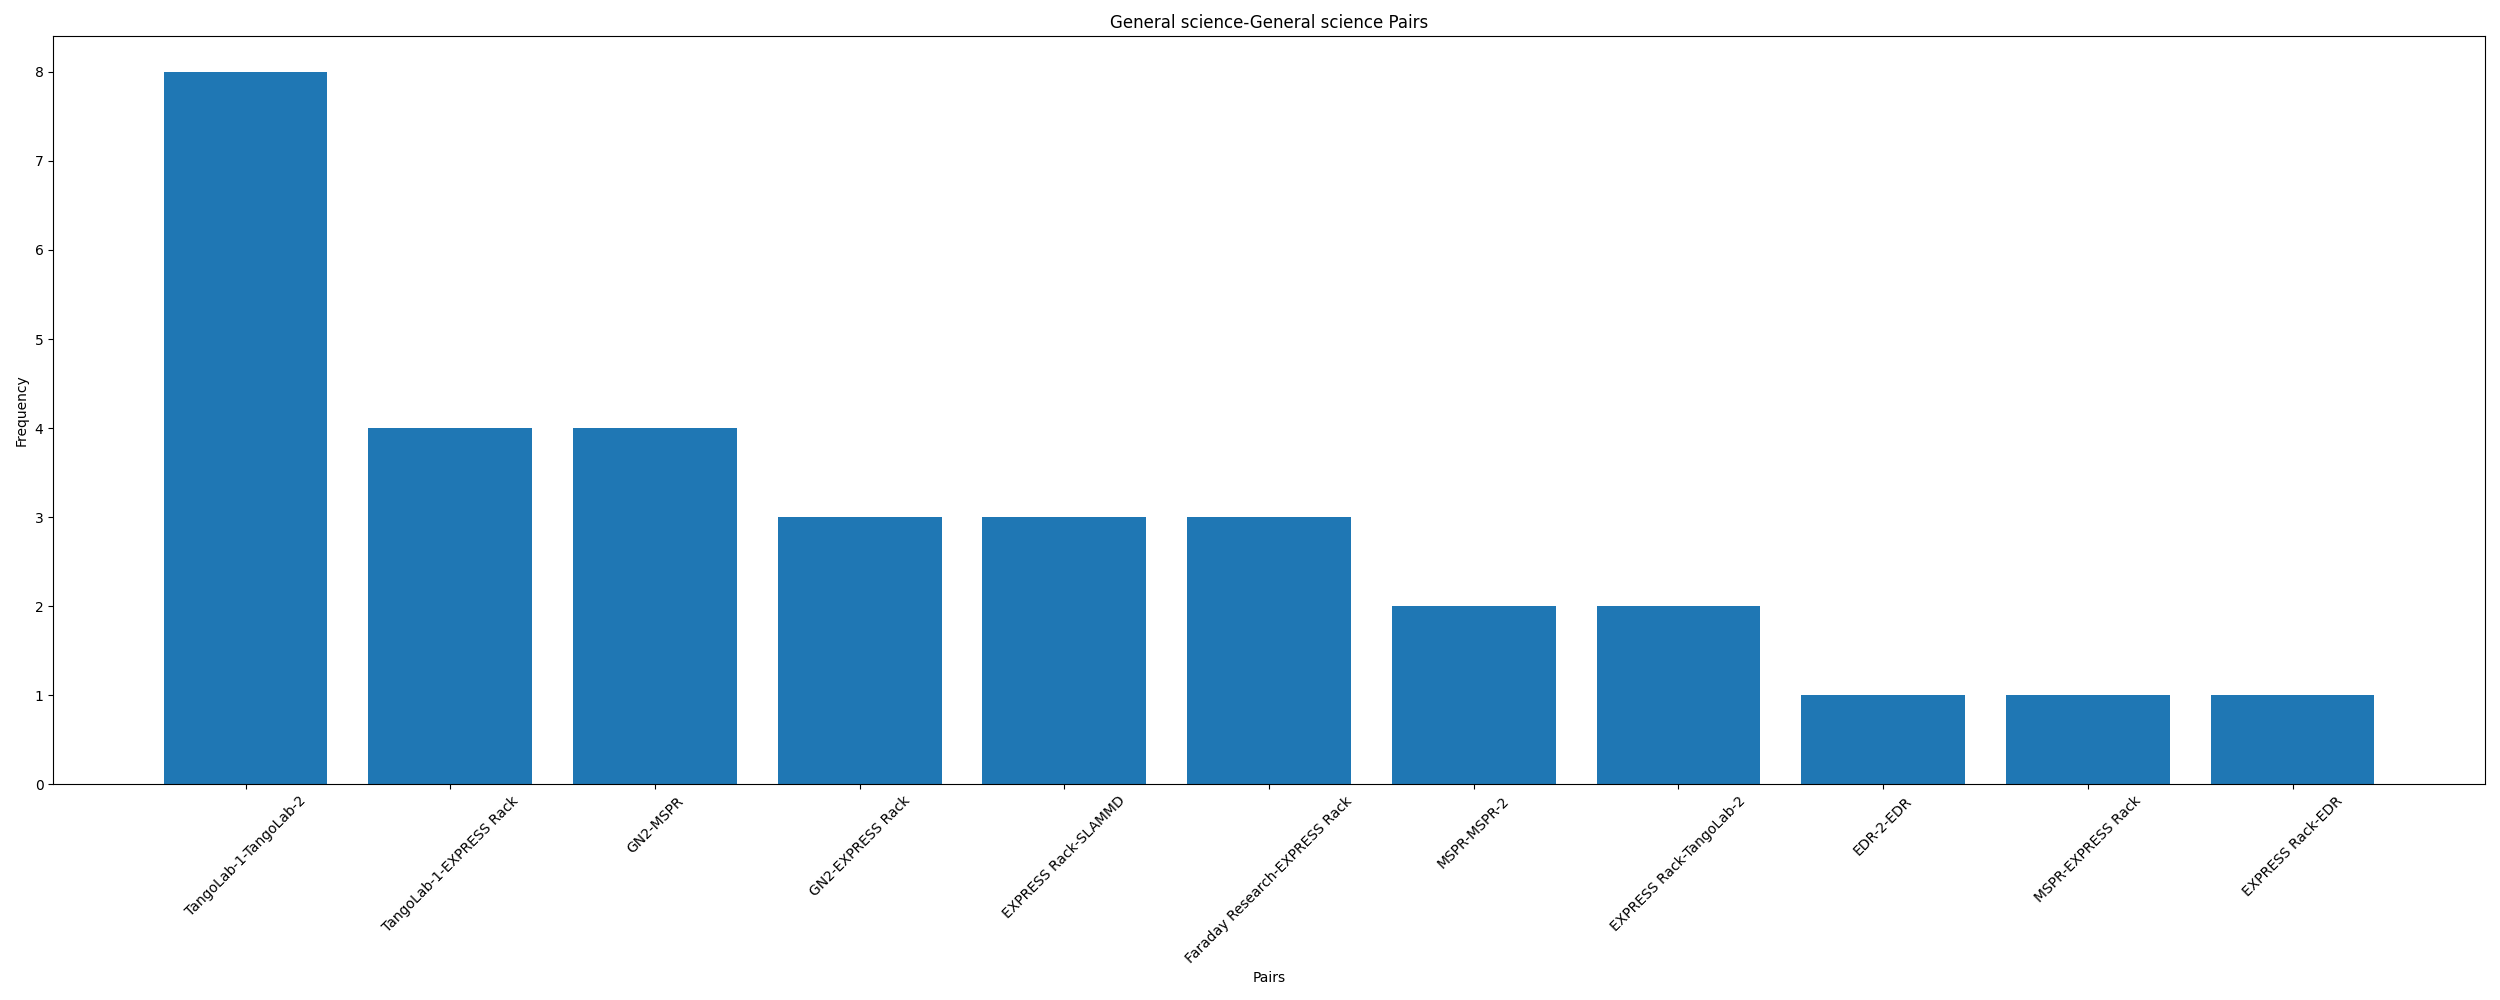 General science-General science Pairs
Frequency
8
7
6
5
4
3
2
1
0
TangoLab-1-TangoLab-2
TangoLab-1-EXPRESS Rack
GN2-MSPR
GN2-EXPRESS Rack
EXPRESS Rack-SLAMMD
Faraday Research-EXPRESS Rack
MSPR-MSPR-2
EXPRESS Rack-TangoLab-2
EDR-2-EDR
MSPR-EXPRESS Rack
EXPRESS Rack-EDR
Pairs